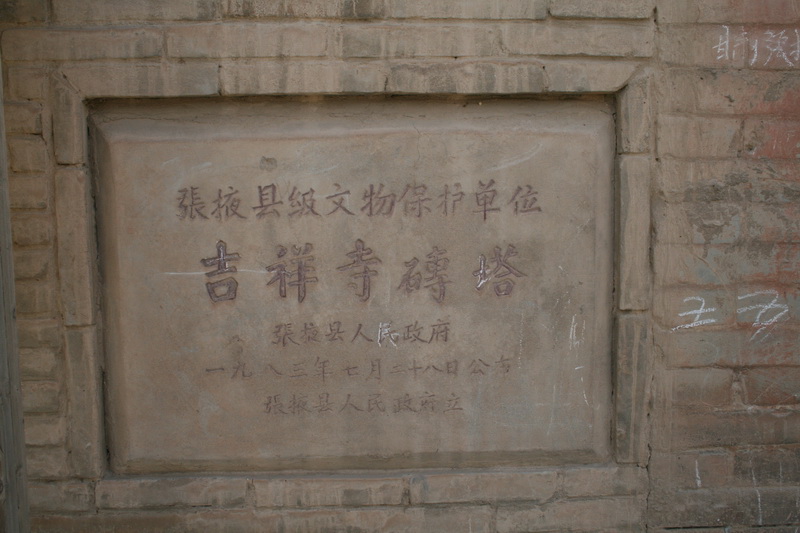 張掖县级文物保护单位
吉祥寺磚塔
張掖县人民政府
一九八三年七月二十八日公布
張掖县人民政府立